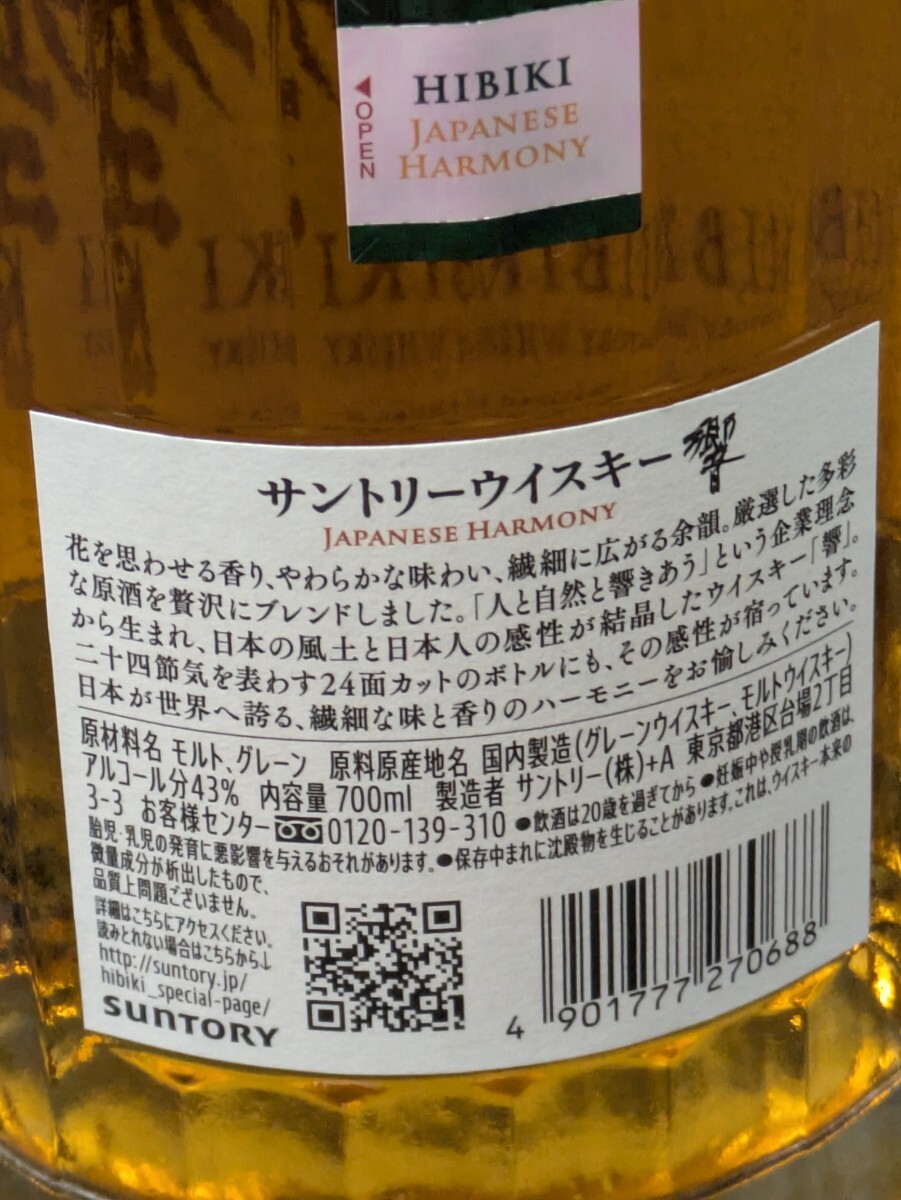 ◀OPEN
HIBIKI
JAPANESE
HARMONY
サントリーウイスキー 響
JAPANESE HARMONY
花を思わせる香り、やわらかな味わい、繊細に広がる余韻。厳選した多彩
な原酒を贅沢にブレンドしました。「人と自然と響きあう」という企業理念
から生まれ、日本の風土と日本人の感性が結晶したウイスキー「響」。
二十四節気を表わす24面カットのボトルにも、その感性が宿っています。
日本が世界へ誇る、繊細な味と香りのハーモニーをお愉しみください。
原材料名 モルト、グレーン 原料原産地名 国内製造(グレーンウイスキー、モルトウイスキー)
アルコール分43% 内容量 700ml 製造者 サントリー(株)+A 東京都港区台場2丁目
3-3 お客様センター 0120-139-310 ●飲酒は20歳を過ぎてから ●妊娠中や授乳期の飲酒は、
胎児・乳児の発育に悪影響を与えるおそれがあります。●保存中まれに沈殿物を生じることがあります。これは、ウイスキー本来の
微量成分が析出したもので、
品質上問題ございません。
詳細はこちらにアクセスください。
読みとれない場合はこちらから↓
http://suntory.jp/
hibiki_special-page/
SUNTORY
4 901777 270688